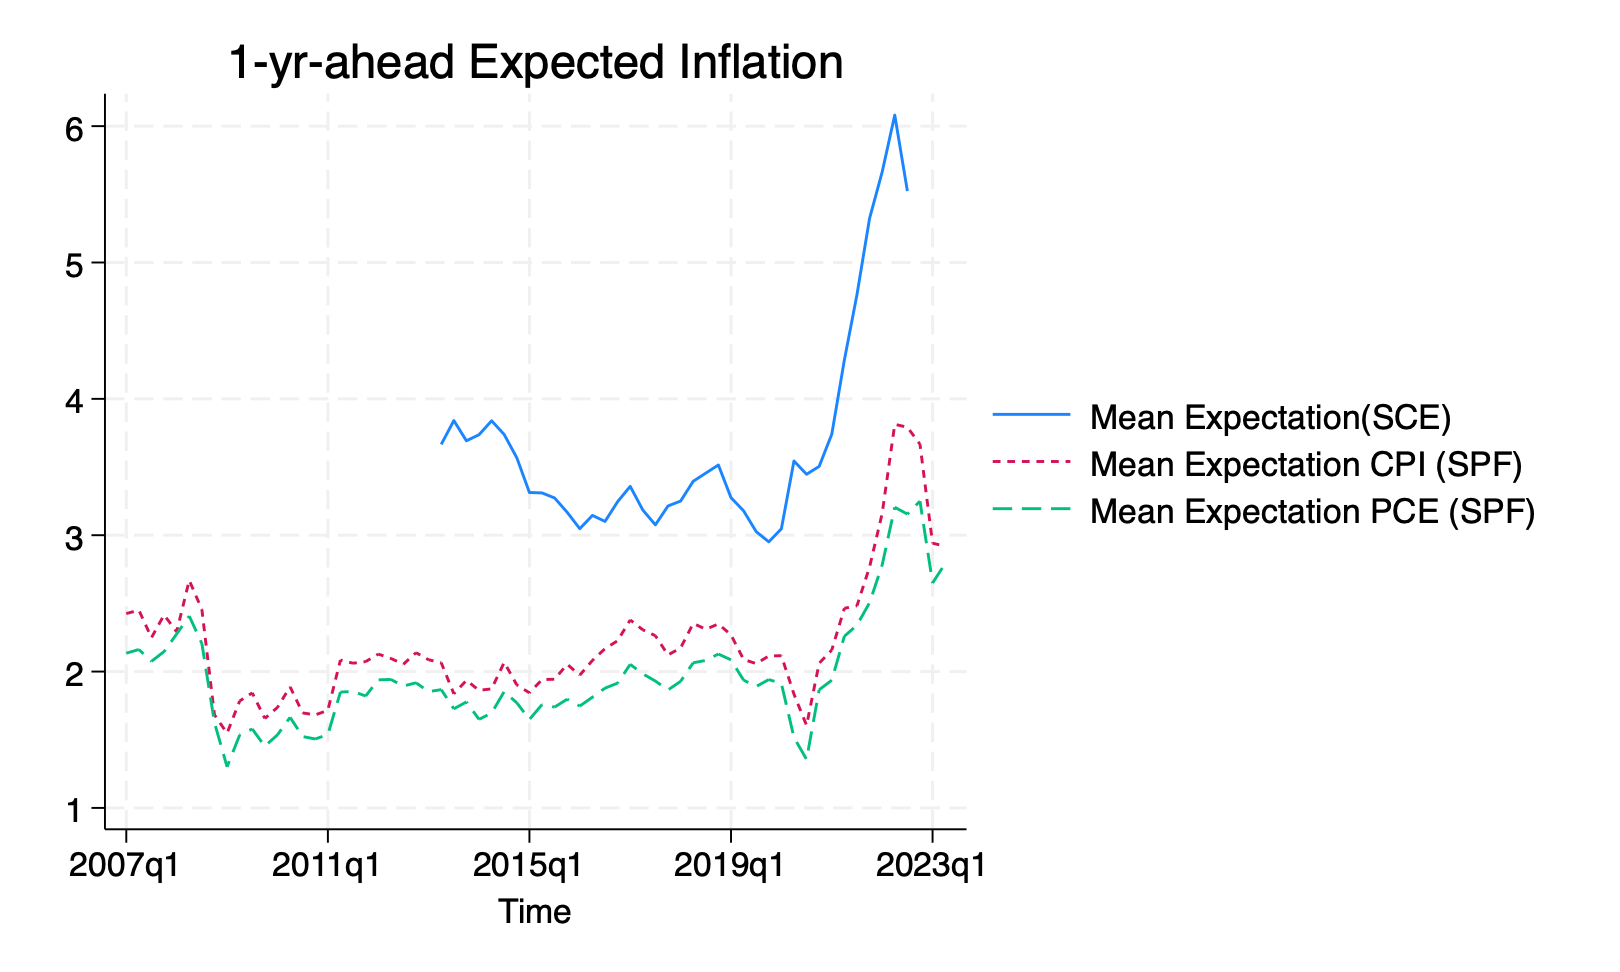 1-yr-ahead Expected Inflation
6
5
4
3
2
1
2007q1 2011q1 2015q1 2019q1 2023q1
Time
Mean Expectation(SCE)
Mean Expectation CPI (SPF)
Mean Expectation PCE (SPF)